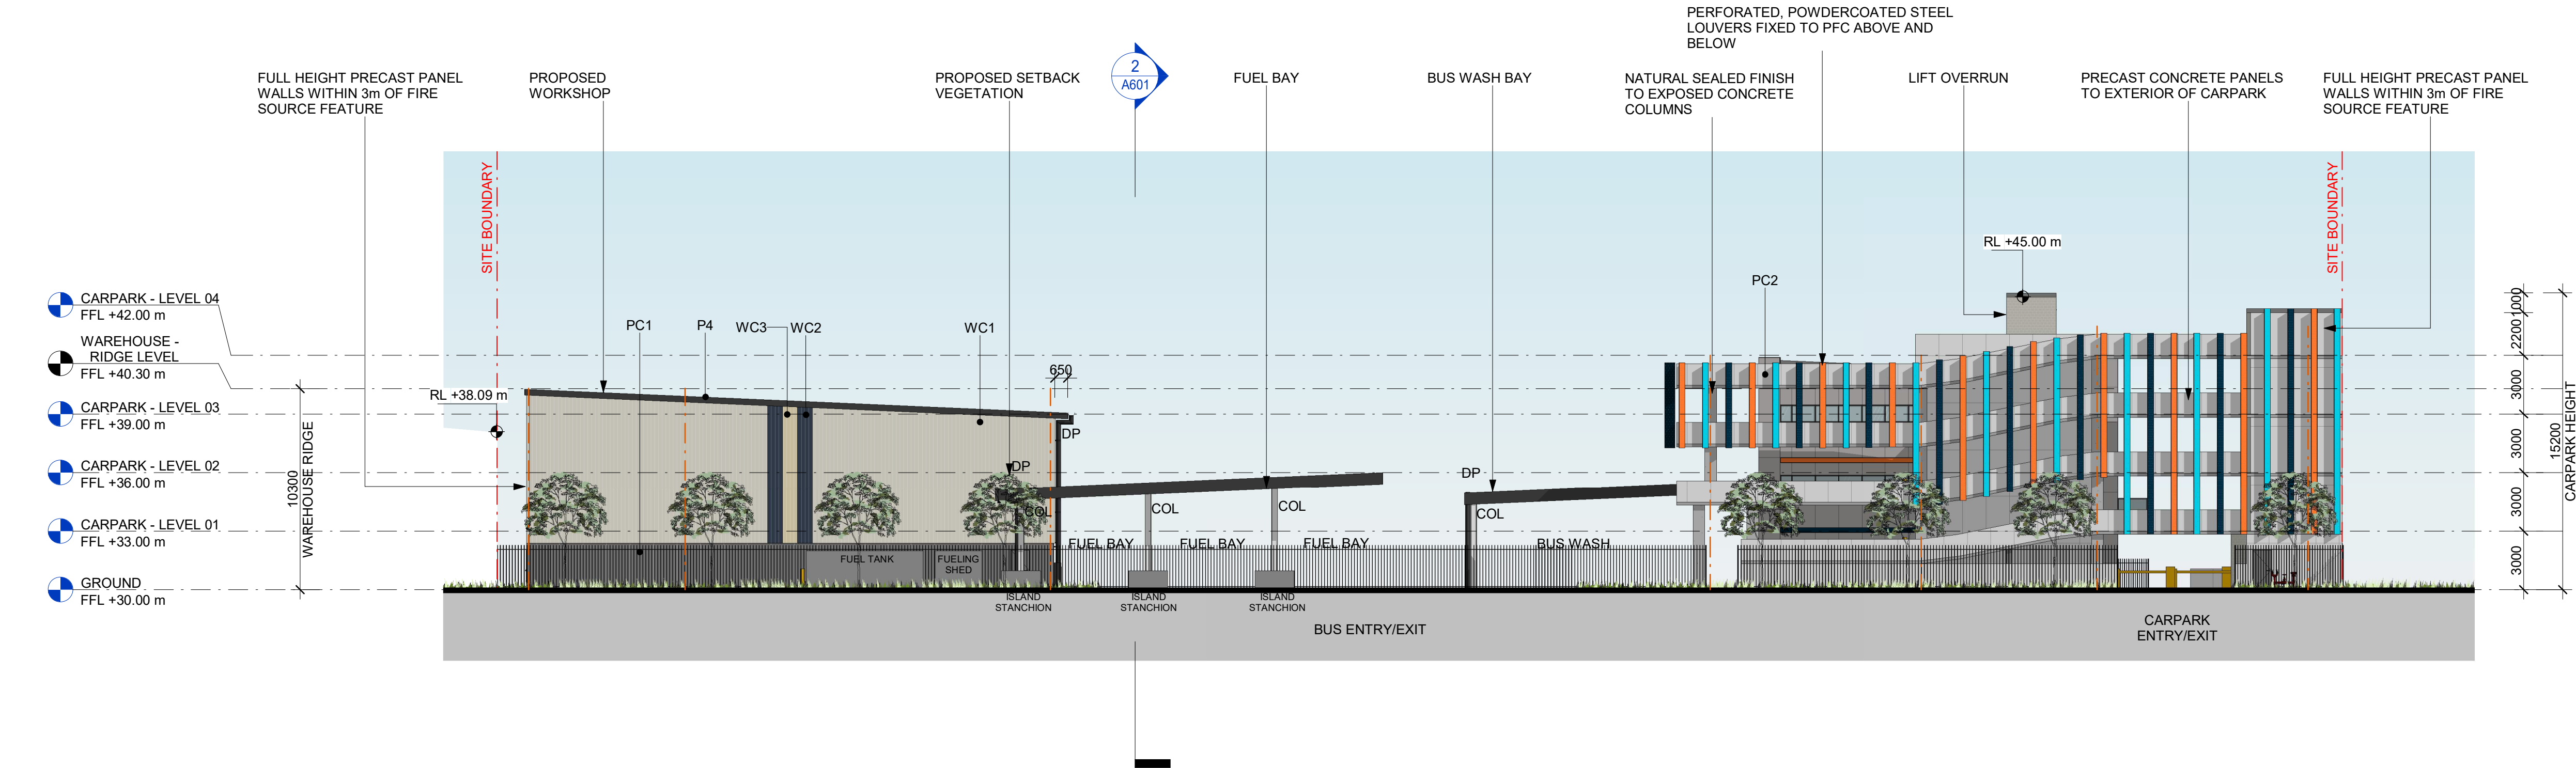 PERFORATED, POWDERCOATED STEEL
LOUVERS FIXED TO PFC ABOVE AND
BELOW
FULL HEIGHT PRECAST PANEL
WALLS WITHIN 3m OF FIRE
SOURCE FEATURE
PROPOSED
WORKSHOP
PROPOSED SETBACK
VEGETATION
2
A601
FUEL BAY
BUS WASH BAY
NATURAL SEALED FINISH
TO EXPOSED CONCRETE
COLUMNS
LIFT OVERRUN
PRECAST CONCRETE PANELS
TO EXTERIOR OF CARPARK
FULL HEIGHT PRECAST PANEL
WALLS WITHIN 3m OF FIRE
SOURCE FEATURE
SITE BOUNDARY
SITE BOUNDARY
RL +45.00 m
PC2
CARPARK - LEVEL 04
FFL +42.00 m
WAREHOUSE -
RIDGE LEVEL
FFL +40.30 m
CARPARK - LEVEL 03
FFL +39.00 m
CARPARK - LEVEL 02
FFL +36.00 m
CARPARK - LEVEL 01
FFL +33.00 m
GROUND
FFL +30.00 m
10300
WAREHOUSE RIDGE
RL +38.09 m
PC1
P4
WC3
WC2
WC1
650
DP
DP
DP
COL
COL
COL
COL
FUEL BAY
FUEL BAY
FUEL BAY
BUS WASH
FUEL TANK
FUELING
SHED
ISLAND
STANCHION
ISLAND
STANCHION
ISLAND
STANCHION
BUS ENTRY/EXIT
CARPARK
ENTRY/EXIT
1000
2200
3000
3000
3000
3000
15200
CARPARK HEIGHT